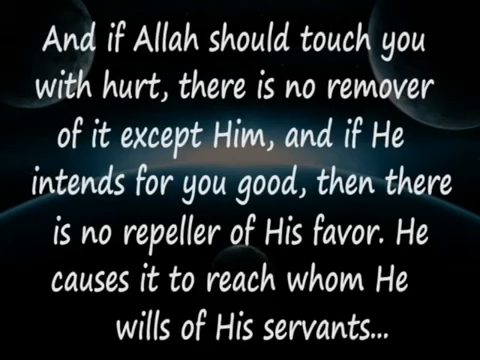 And if Allah should touch you
with hurt, there is no remover
of it except Him, and if He
intends for you good, then there
is no repeller of His favor. He
causes it to reach whom He
wills of His servants...